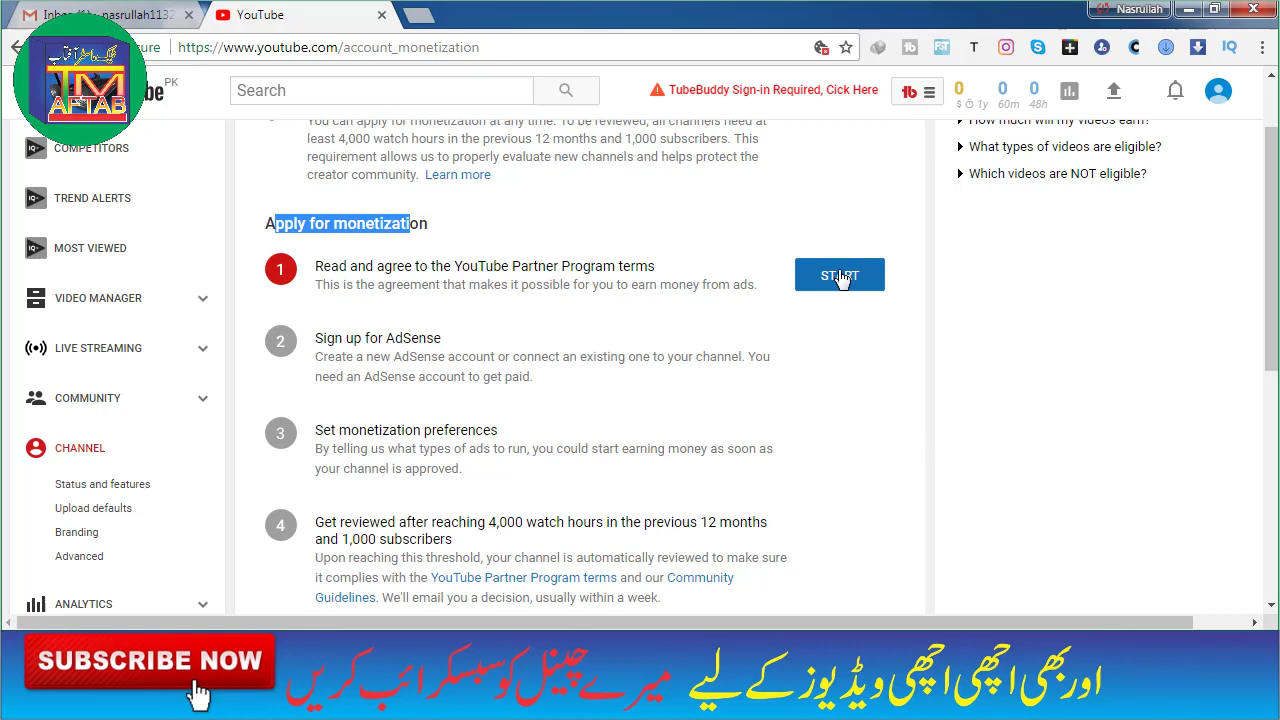 nasrullah1132
YouTube
Nasrullah
https://www.youtube.com/account_monetization
IQ
PK
Search
TubeBuddy Sign-in Required, Click Here
0 0 0
1y 60m 48h
TM
AFTAB
COMPETITORS
TREND ALERTS
MOST VIEWED
VIDEO MANAGER
LIVE STREAMING
COMMUNITY
CHANNEL
Status and features
Upload defaults
Branding
Advanced
ANALYTICS
You can apply for monetization at any time. To be reviewed, all channels need at
least 4,000 watch hours in the previous 12 months and 1,000 subscribers. This
requirement allows us to properly evaluate new channels and helps protect the
creator community. Learn more
Apply for monetization
1
Read and agree to the YouTube Partner Program terms
This is the agreement that makes it possible for you to earn money from ads.
START
2
Sign up for AdSense
Create a new AdSense account or connect an existing one to your channel. You
need an AdSense account to get paid.
3
Set monetization preferences
By telling us what types of ads to run, you could start earning money as soon as
your channel is approved.
4
Get reviewed after reaching 4,000 watch hours in the previous 12 months
and 1,000 subscribers
Upon reaching this threshold, your channel is automatically reviewed to make sure
it complies with the YouTube Partner Program terms and our Community
Guidelines. We'll email you a decision, usually within a week.
How much will my videos earn?
What types of videos are eligible?
Which videos are NOT eligible?
SUBSCRIBE NOW
اور بھی اچھی اچھی ویڈیوز کے لیے میرے چینل کو سبسکرائب کریں